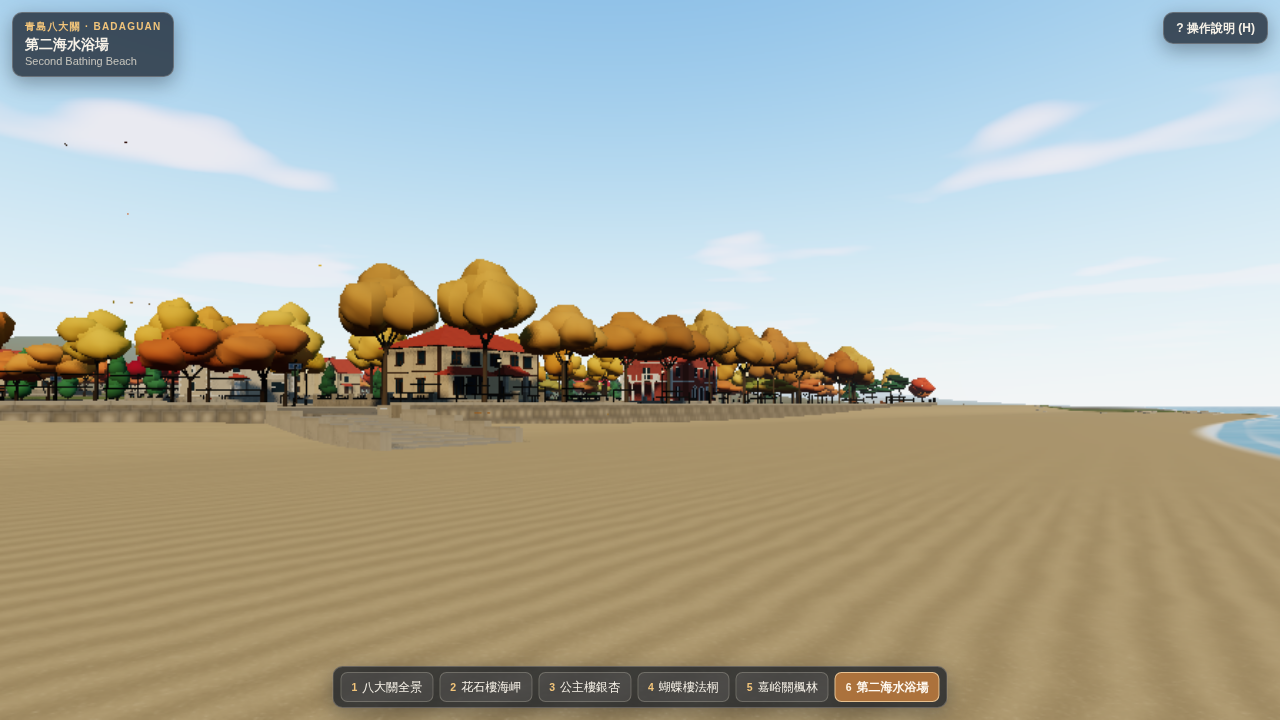 青島八大關 · BADAGUAN
第二海水浴場
Second Bathing Beach
? 操作說明 (H)
1 八大關全景
2 花石樓海岬
3 公主樓銀杏
4 蝴蝶樓法桐
5 嘉峪關楓林
6 第二海水浴場